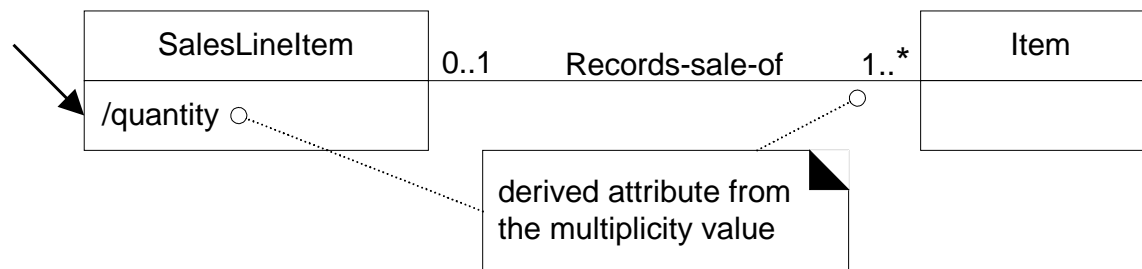 SalesLineItem
0..1
Records-sale-of
1..*
Item
/quantity
derived attribute from
the multiplicity value